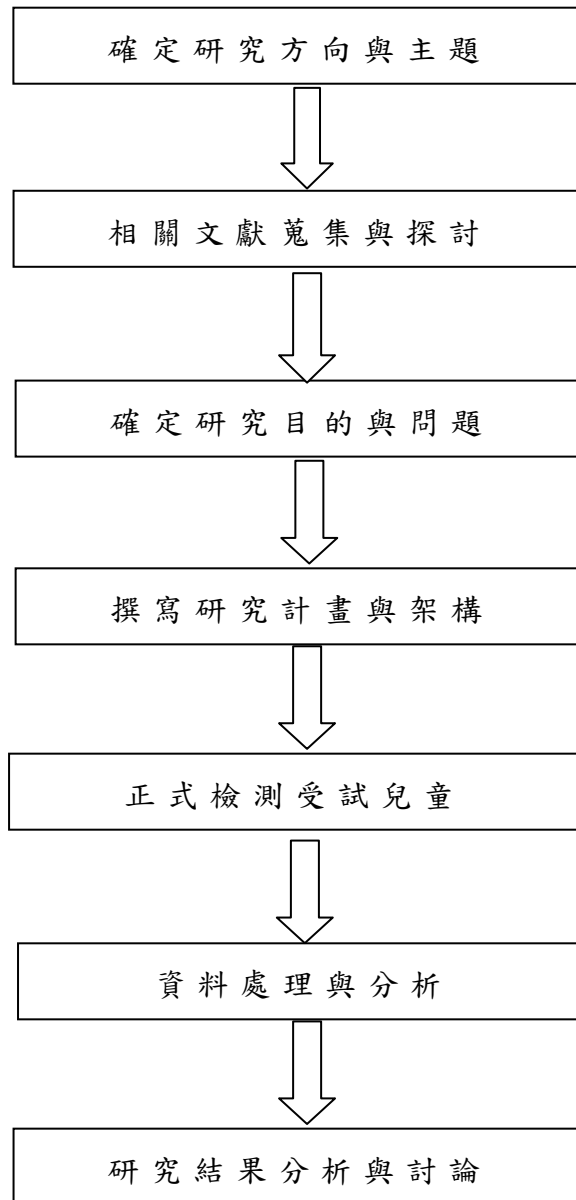 確定研究方向與主題
相關文獻蒐集與探討
確定研究目的與問題
撰寫研究計畫與架構
正式檢測受試兒童
資料處理與分析
研究結果分析與討論